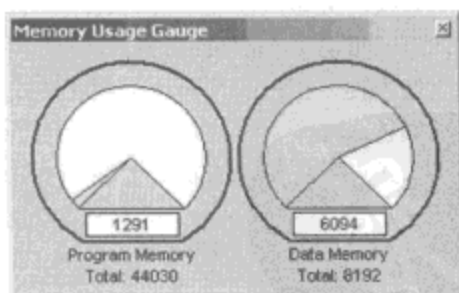 Memory Usage Gauge
1291
6094
Program Memory
Total: 44030
Data Memory
Total: 8192